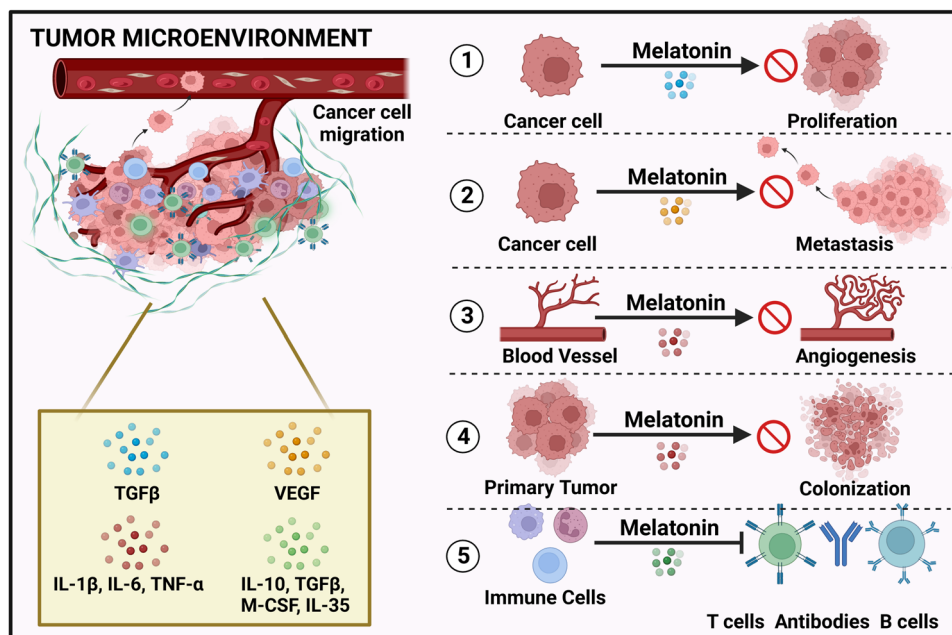 TUMOR MICROENVIRONMENT
Cancer cell
migration
TGFβ
VEGF
IL-1β, IL-6, TNF-α
IL-10, TGFβ,
M-CSF, IL-35
1
Melatonin
Cancer cell
Proliferation
2
Melatonin
Cancer cell
Metastasis
3
Melatonin
Blood Vessel
Angiogenesis
4
Melatonin
Primary Tumor
Colonization
5
Melatonin
Immune Cells
T cells Antibodies B cells